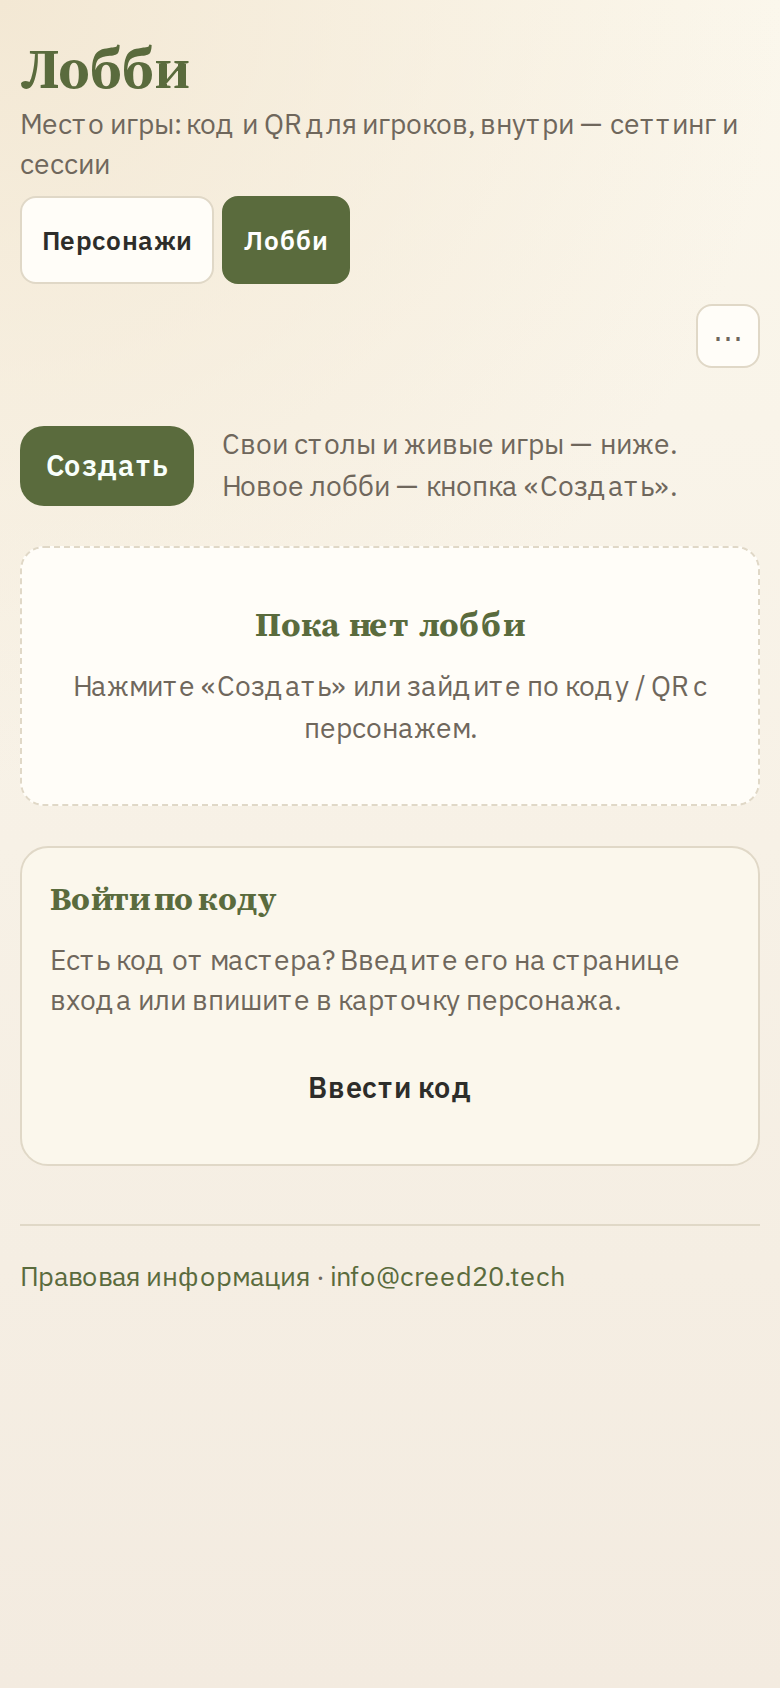 Лобби
Место игры: код и QR для игроков, внутри — сеттинг и
сессии
Персонажи
Лобби
...
Создать
Свои столы и живые игры — ниже.
Новое лобби — кнопка «Создать».
Пока нет лобби
Нажмите «Создать» или зайдите по коду / QR с
персонажем.
Войти по коду
Есть код от мастера? Введите его на странице
входа или впишите в карточку персонажа.
Ввести код
Правовая информация · info@creed20.tech